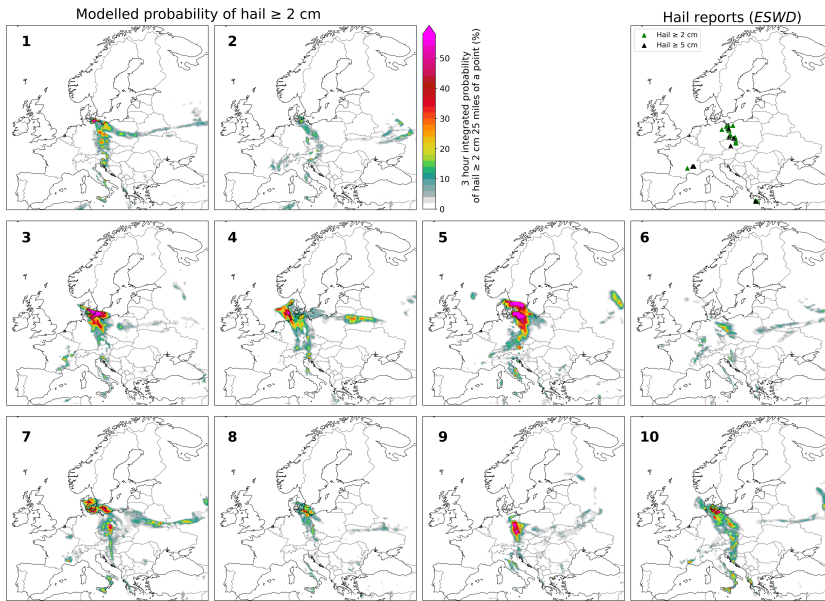 Modelled probability of hail ≥ 2 cm
Hail reports (ESWD)
1
2
50
40
30
20
10
0
3 hour integrated probability
of hail ≥ 2 cm 25 miles of a point (%)
Hail ≥ 2 cm
Hail ≥ 5 cm
3
4
5
6
7
8
9
10